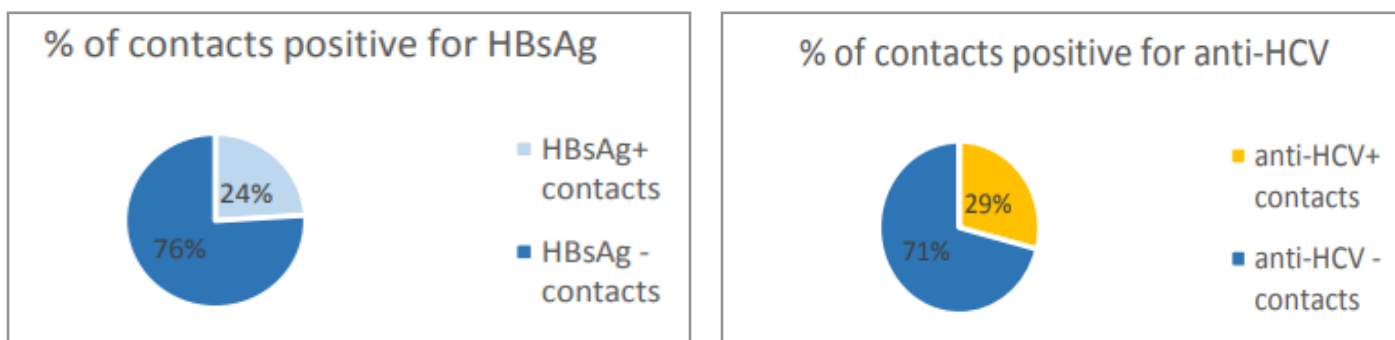 % of contacts positive for HBsAg
24%
76%
HBsAg+
contacts
HBsAg -
contacts
% of contacts positive for anti-HCV
29%
71%
anti-HCV+
contacts
anti-HCV -
contacts